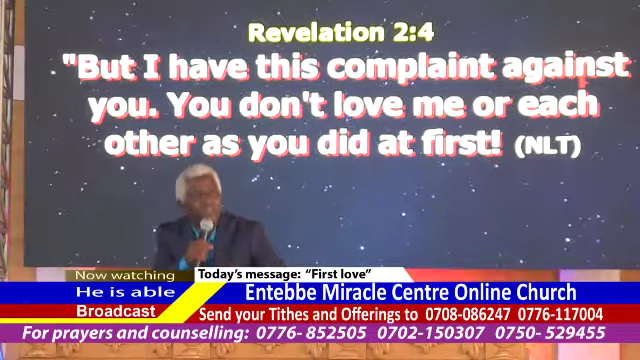 Revelation 2:4
"But I have this complaint against
you. You don't love me or each
other as you did at first! (NLT)
Now watching
Today's message: "First love"
He is able
Entebbe Miracle Centre Online Church
Broadcast
Send your Tithes and Offerings to 0708-086247 0776-117004
For prayers and counselling: 0776- 852505 0702-150307 0750- 529455